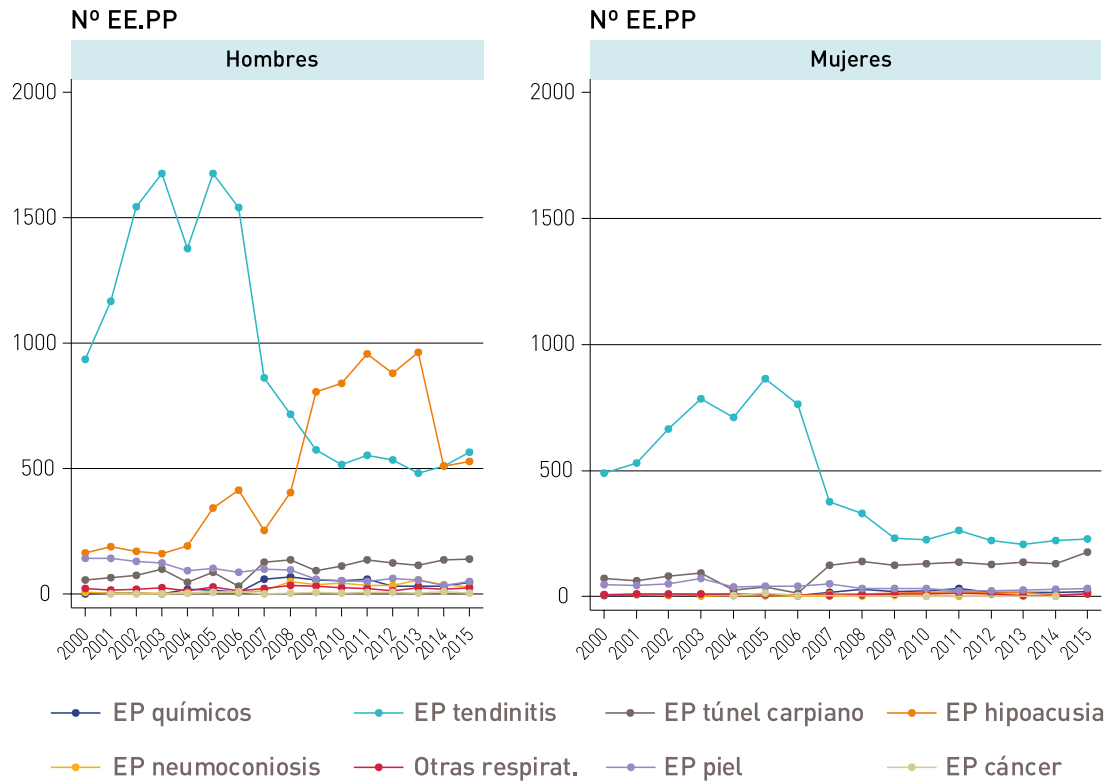 Nº EE.PP
Hombres
2000
1500
1000
500
0
2000 2001 2002 2003 2004 2005 2006 2007 2008 2009 2010 2011 2012 2013 2014 2015
Nº EE.PP
Mujeres
2000
1500
1000
500
0
2000 2001 2002 2003 2004 2005 2006 2007 2008 2009 2010 2011 2012 2013 2014 2015
EP químicos EP tendinitis EP túnel carpiano EP hipoacusia
EP neumoconiosis Otras respirat. EP piel EP cáncer